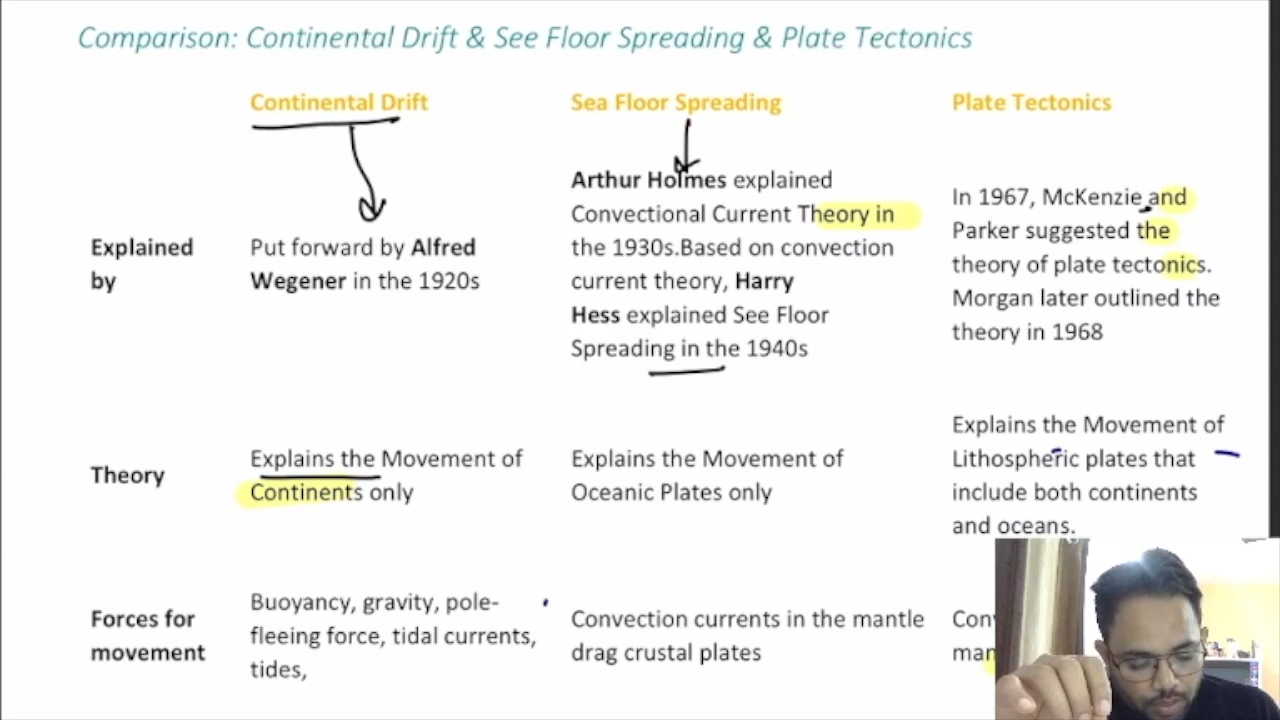 Comparison: Continental Drift & See Floor Spreading & Plate Tectonics
Continental Drift
Sea Floor Spreading
Plate Tectonics
Explained
by
Put forward by Alfred
Wegener in the 1920s
Arthur Holmes explained
Convectional Current Theory in
the 1930s.Based on convection
current theory, Harry
Hess explained See Floor
Spreading in the 1940s
In 1967, McKenzie and
Parker suggested the
theory of plate tectonics.
Morgan later outlined the
theory in 1968
Theory
Explains the Movement of
Continents only
Explains the Movement of
Oceanic Plates only
Explains the Movement of
Lithospheric plates that
include both continents
and oceans.
Forces for
movement
Buoyancy, gravity, pole-
fleeing force, tidal currents,
tides,
Convection currents in the mantle
drag crustal plates